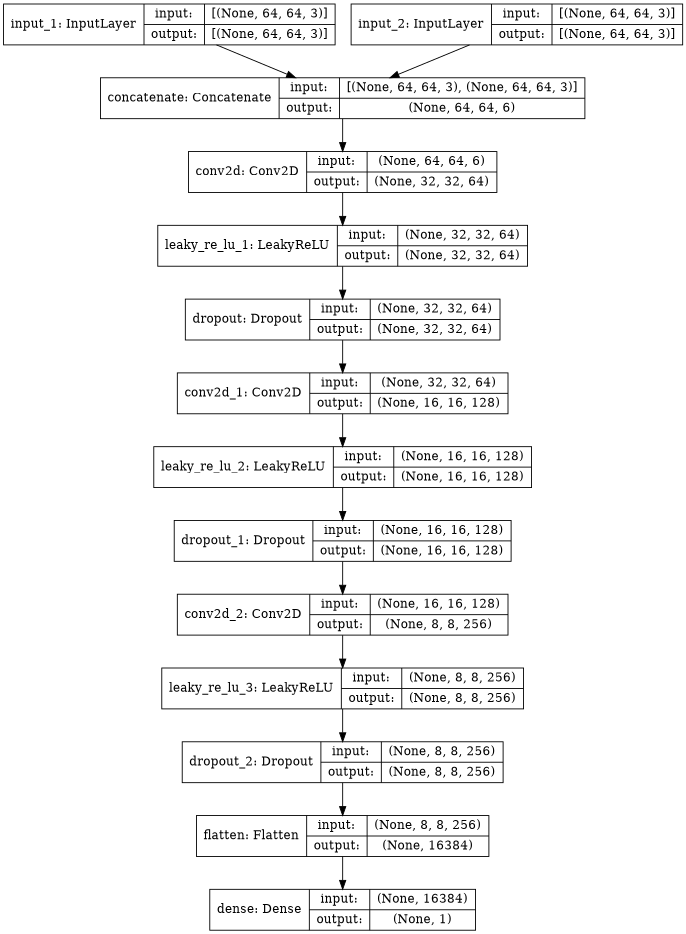 input_1: InputLayer
input:
[(None, 64, 64, 3)]
output:
[(None, 64, 64, 3)]
input_2: InputLayer
input:
[(None, 64, 64, 3)]
output:
[(None, 64, 64, 3)]
concatenate: Concatenate
input:
[(None, 64, 64, 3), (None, 64, 64, 3)]
output:
(None, 64, 64, 6)
conv2d: Conv2D
input:
(None, 64, 64, 6)
output:
(None, 32, 32, 64)
leaky_re_lu_1: LeakyReLU
input:
(None, 32, 32, 64)
output:
(None, 32, 32, 64)
dropout: Dropout
input:
(None, 32, 32, 64)
output:
(None, 32, 32, 64)
conv2d_1: Conv2D
input:
(None, 32, 32, 64)
output:
(None, 16, 16, 128)
leaky_re_lu_2: LeakyReLU
input:
(None, 16, 16, 128)
output:
(None, 16, 16, 128)
dropout_1: Dropout
input:
(None, 16, 16, 128)
output:
(None, 16, 16, 128)
conv2d_2: Conv2D
input:
(None, 16, 16, 128)
output:
(None, 8, 8, 256)
leaky_re_lu_3: LeakyReLU
input:
(None, 8, 8, 256)
output:
(None, 8, 8, 256)
dropout_2: Dropout
input:
(None, 8, 8, 256)
output:
(None, 8, 8, 256)
flatten: Flatten
input:
(None, 8, 8, 256)
output:
(None, 16384)
dense: Dense
input:
(None, 16384)
output:
(None, 1)